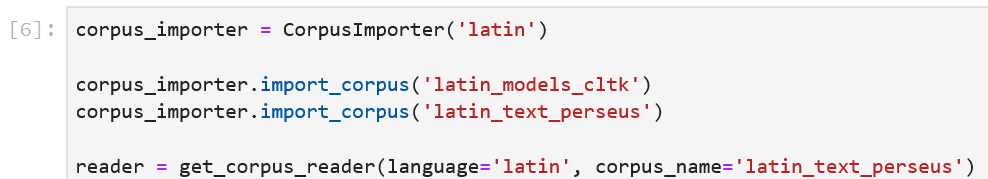 [6]: corpus_importer = CorpusImporter('latin')
corpus_importer.import_corpus('latin_models_cltk')
corpus_importer.import_corpus('latin_text_perseus')
reader = get_corpus_reader(language='latin', corpus_name='latin_text_perseus')